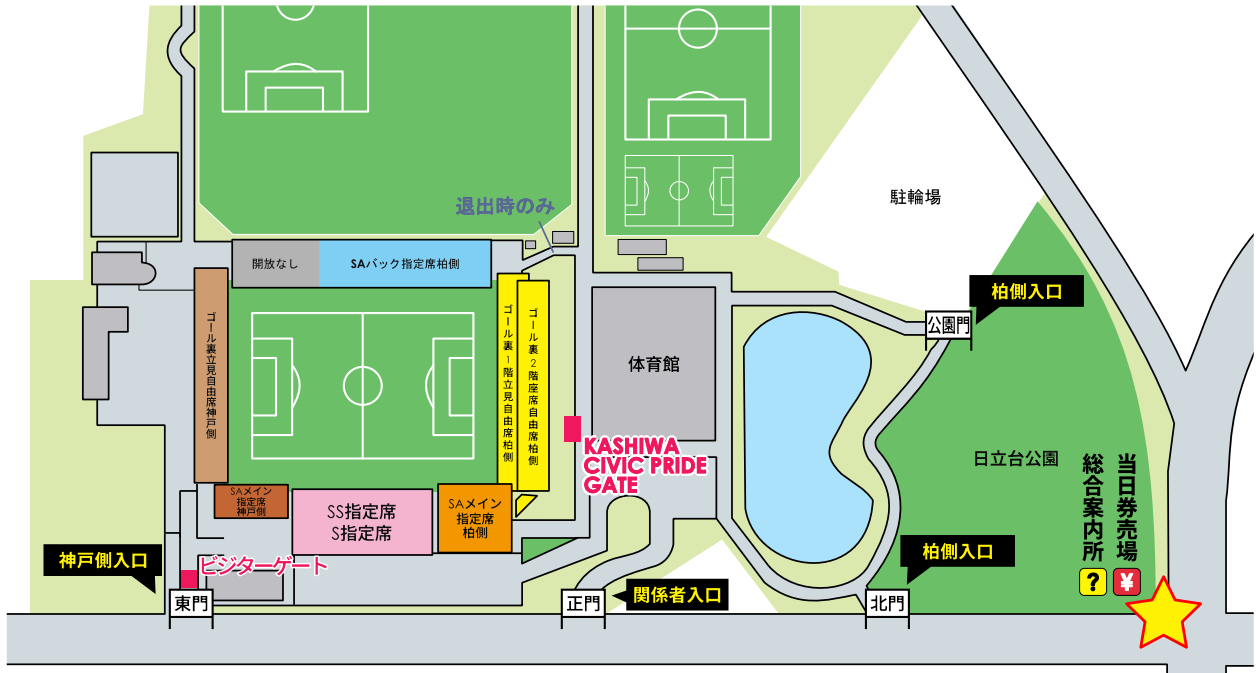 退出時のみ
駐輪場
開放なし
SAバック指定席柏側
柏側入口
公園門
ゴール裏立見自由席神戸側
ゴール裏1階立見自由席柏側
ゴール裏2階座席自由席柏側
体育館
KASHIWA
CIVIC PRIDE
GATE
日立台公園
当日券売場
総合案内所
?
¥
SAメイン
指定席
神戸側
SS指定席
S指定席
SAメイン
指定席
柏側
神戸側入口
ビジターゲート
東門
正門
関係者入口
柏側入口
北門